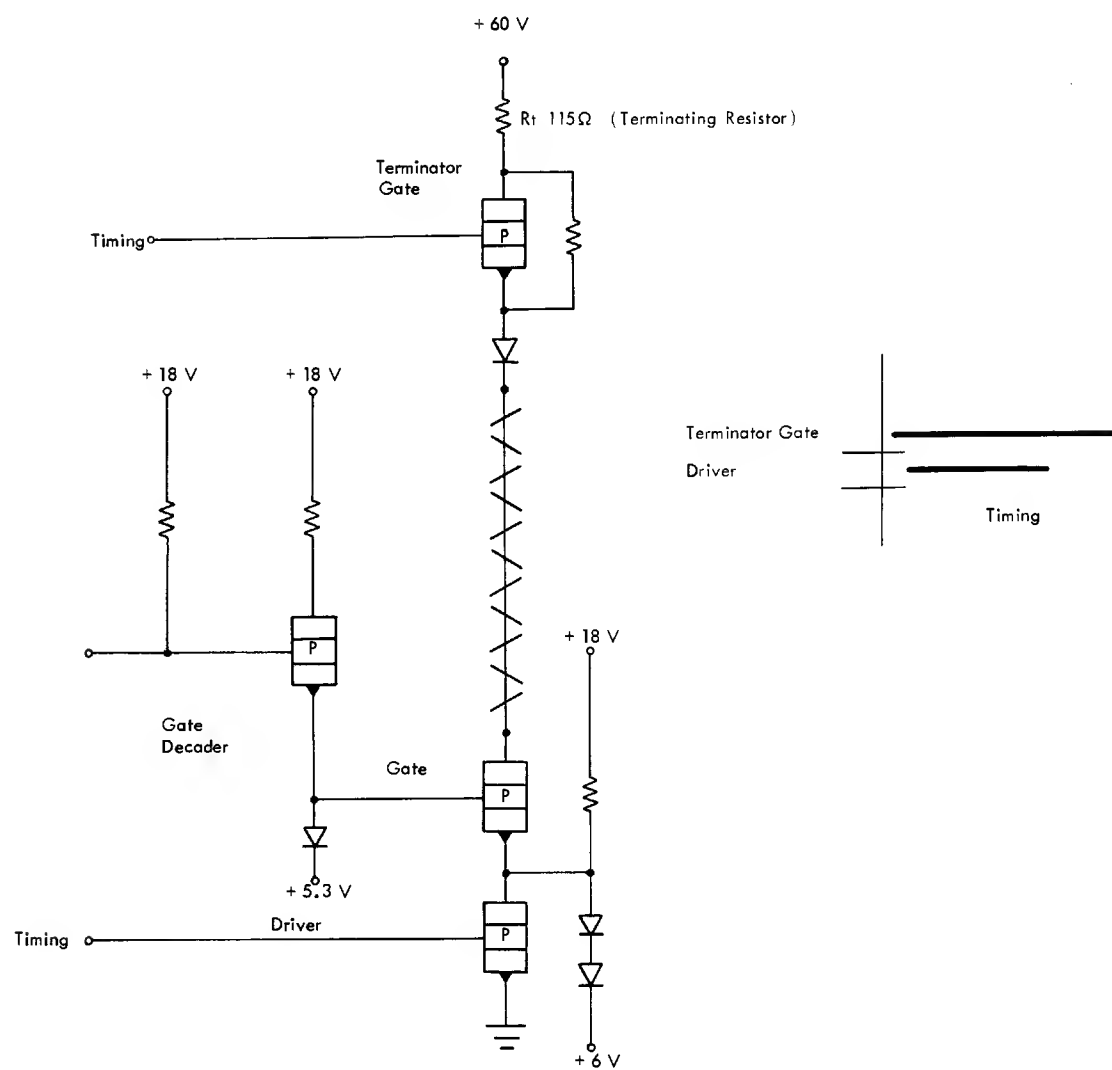 + 60 V
Rt 115Ω (Terminating Resistor)
Terminator
Gate
P
Timing
+ 18 V
+ 18 V
Terminator Gate
Driver
Timing
+ 18 V
P
Gate
Decader
Gate
P
+ 5.3 V
Driver
Timing
P
+ 6 V